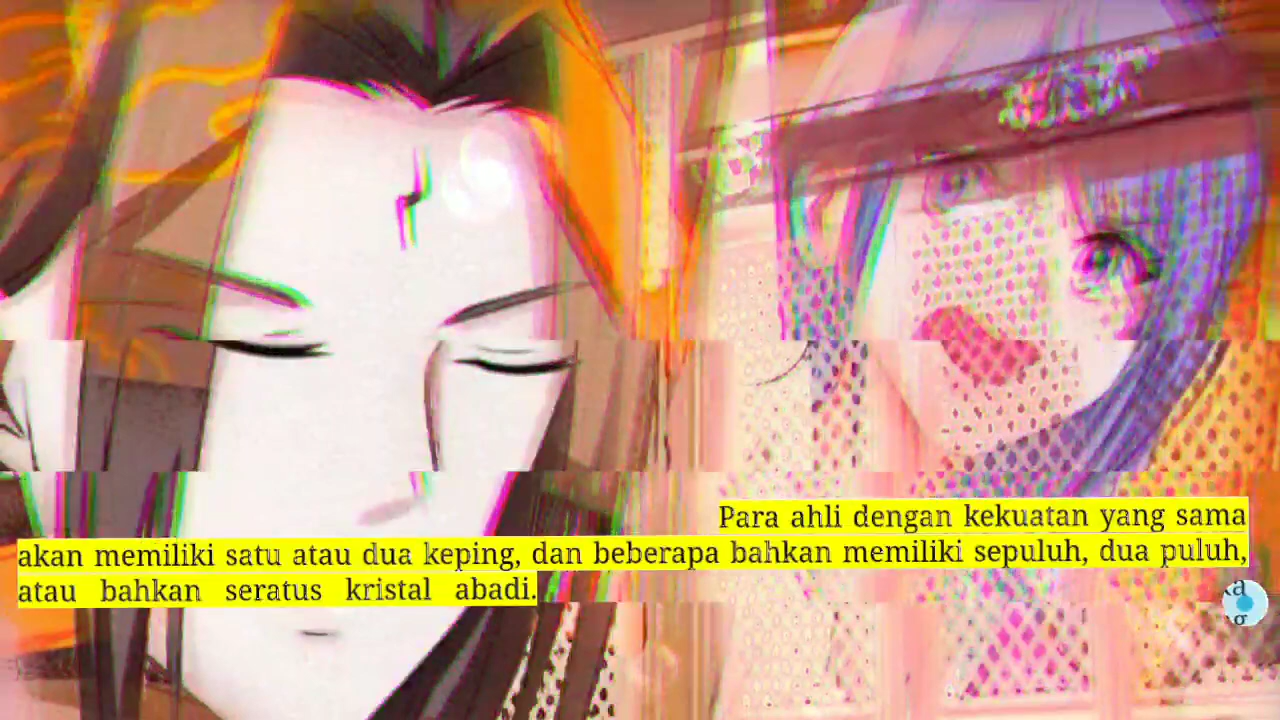 Para ahli dengan kekuatan yang sama
akan memiliki satu atau dua keping, dan beberapa bahkan memiliki sepuluh, dua puluh,
atau bahkan seratus kristal abadi.